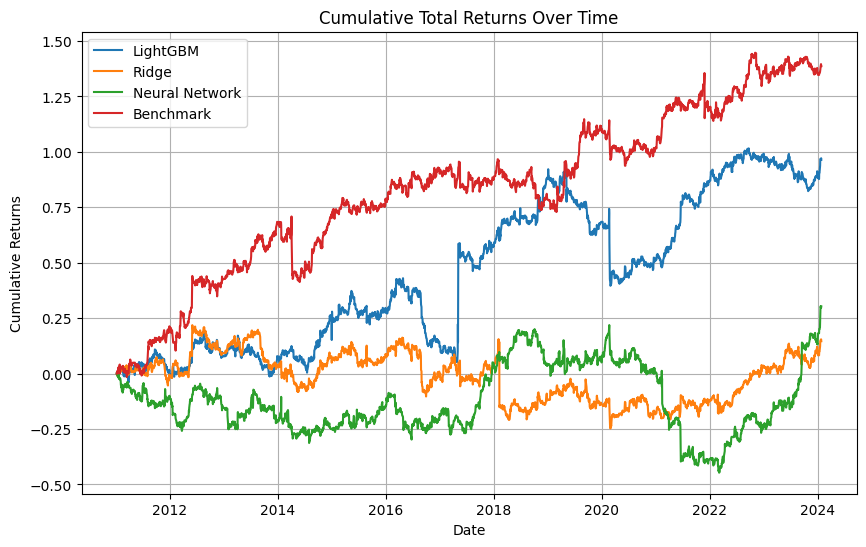 Cumulative Total Returns Over Time
LightGBM
Ridge
Neural Network
Benchmark
Cumulative Returns
1.50
1.25
1.00
0.75
0.50
0.25
0.00
−0.25
−0.50
2012 2014 2016 2018 2020 2022 2024
Date